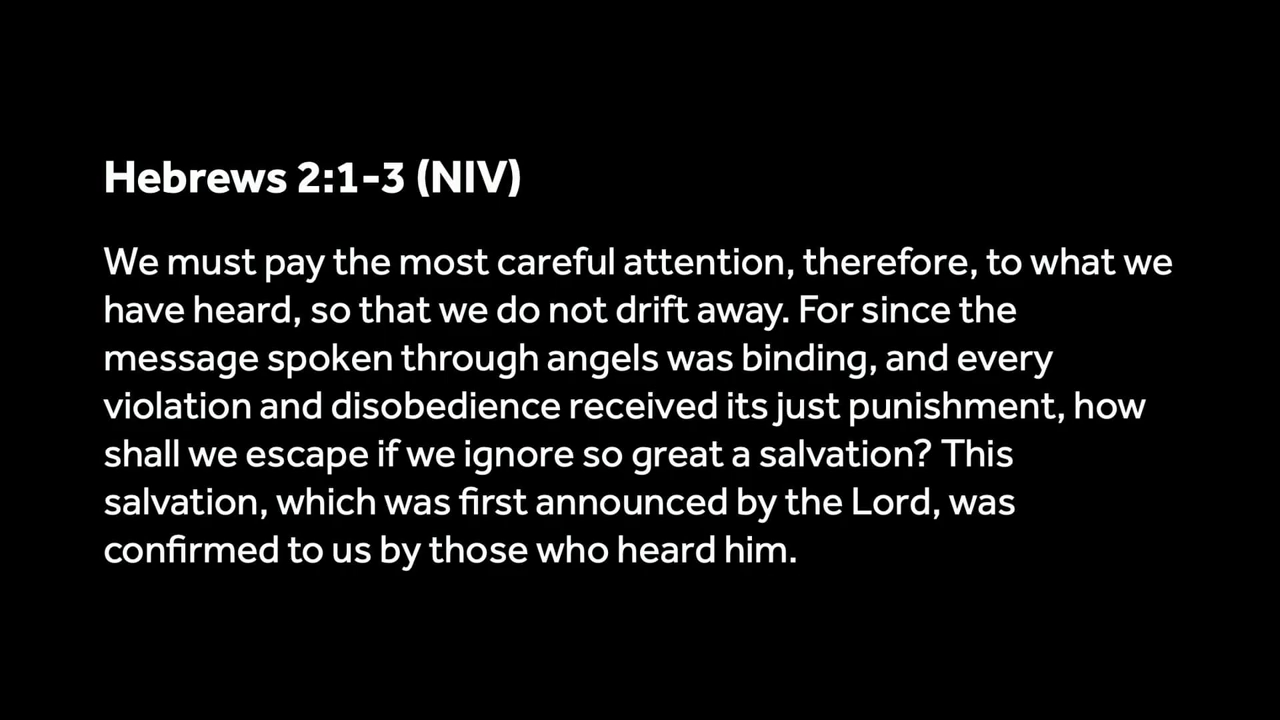 Hebrews 2:1-3 (NIV)
We must pay the most careful attention, therefore, to what we
have heard, so that we do not drift away. For since the
message spoken through angels was binding, and every
violation and disobedience received its just punishment, how
shall we escape if we ignore so great a salvation? This
salvation, which was first announced by the Lord, was
confirmed to us by those who heard him.